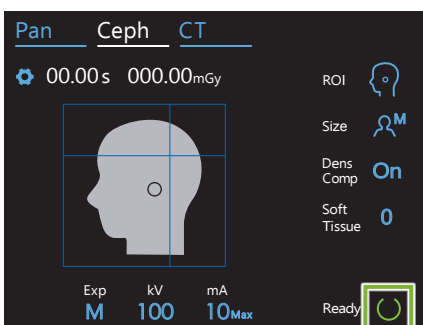 Pan Ceph CT
00.00 s 000.00mGy
ROI
Size M
Dens
Comp On
Soft
Tissue 0
Exp kV mA
M 100 10Max
Ready